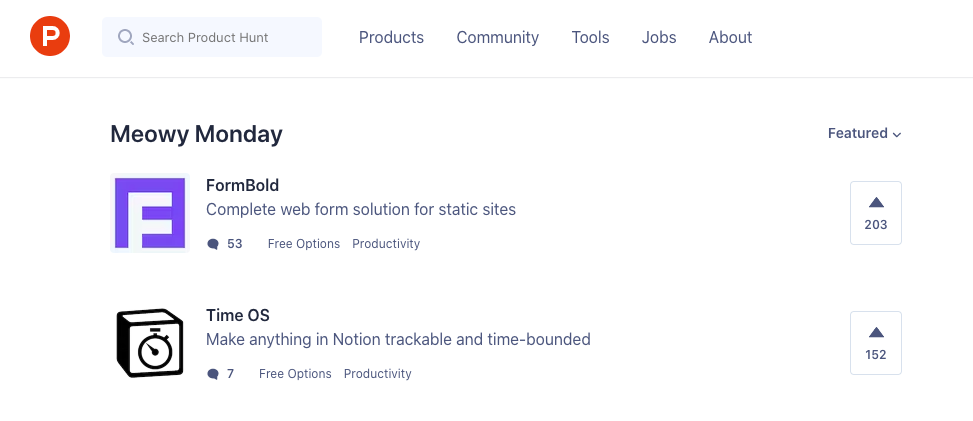 P
Search Product Hunt
Products Community Tools Jobs About
Meowy Monday
Featured
F
FormBold
Complete web form solution for static sites
53 Free Options Productivity
203
Time OS
Make anything in Notion trackable and time-bounded
7 Free Options Productivity
152